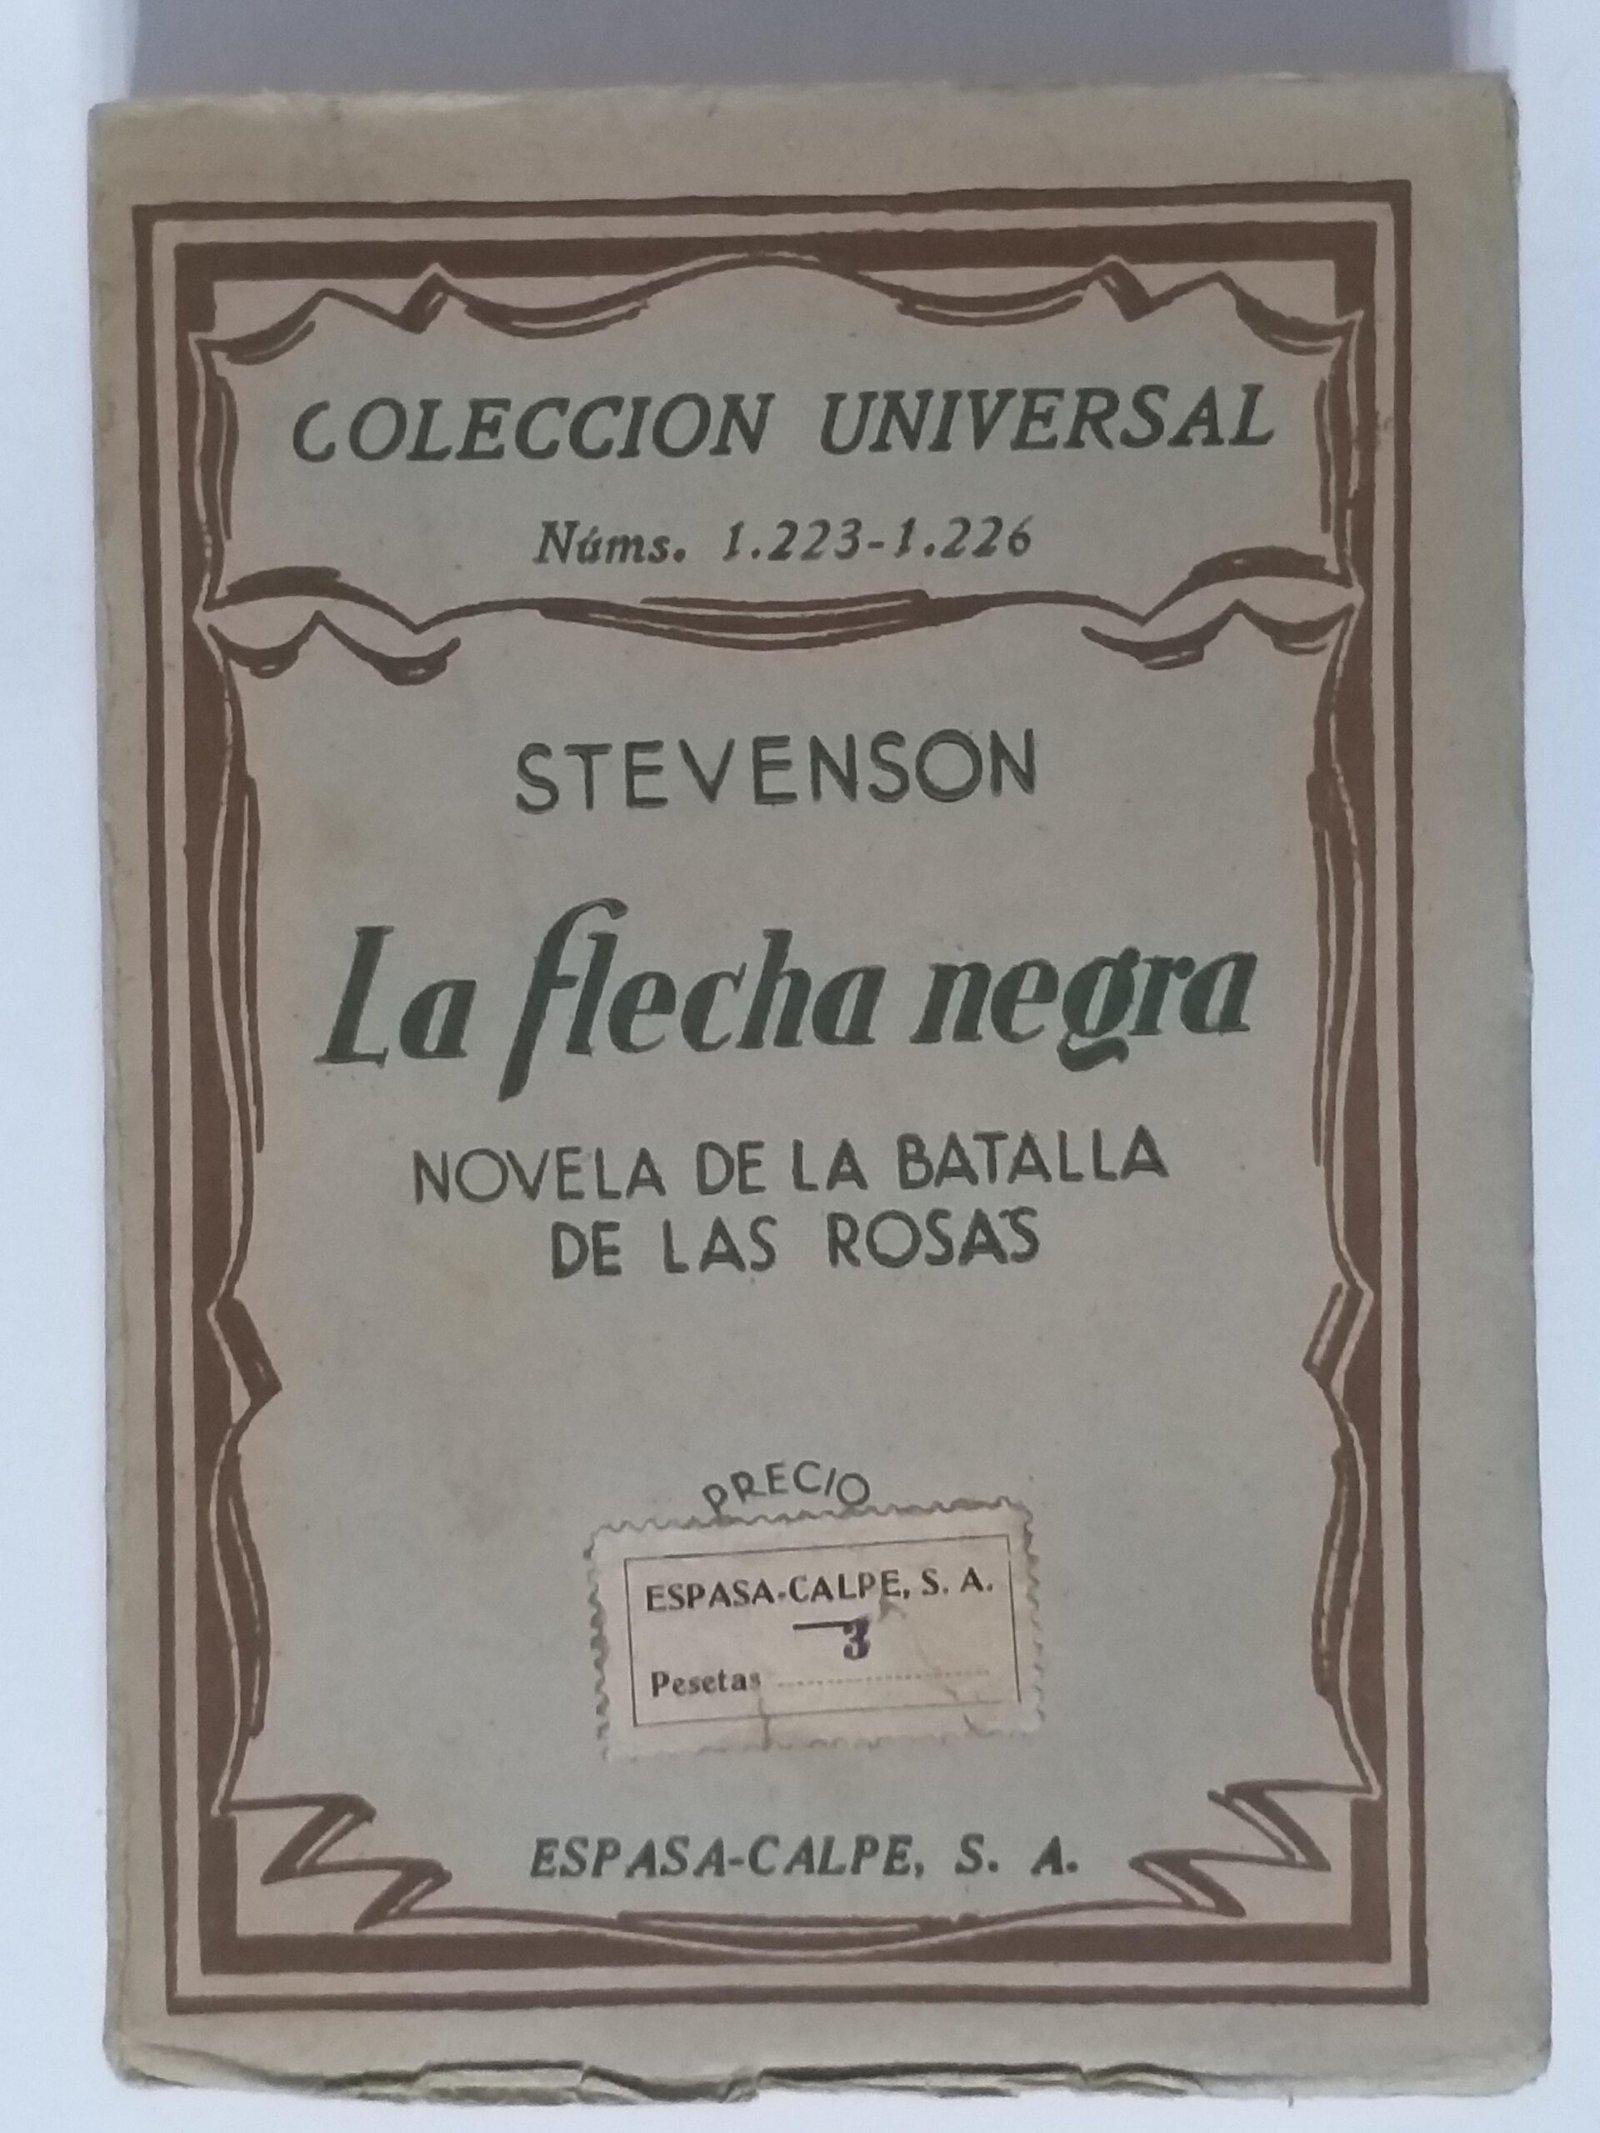 COLECCION UNIVERSAL
Núms. 1.223-1.226
STEVENSON
La flecha negra
NOVELA DE LA BATALLA
DE LAS ROSAS
PRECIO
ESPASA-CALPE, S. A.
3
Pesetas
ESPASA-CALPE, S. A.